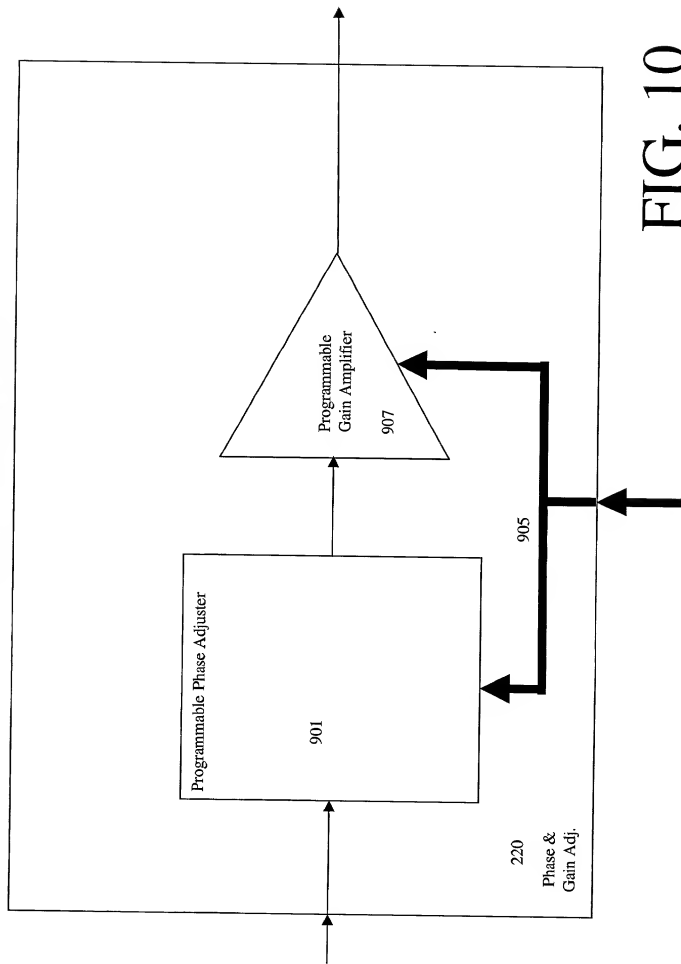 Programmable Phase Adjuster
901
Programmable
Gain Amplifier
907
905
220
Phase &
Gain Adj.
FIG. 10